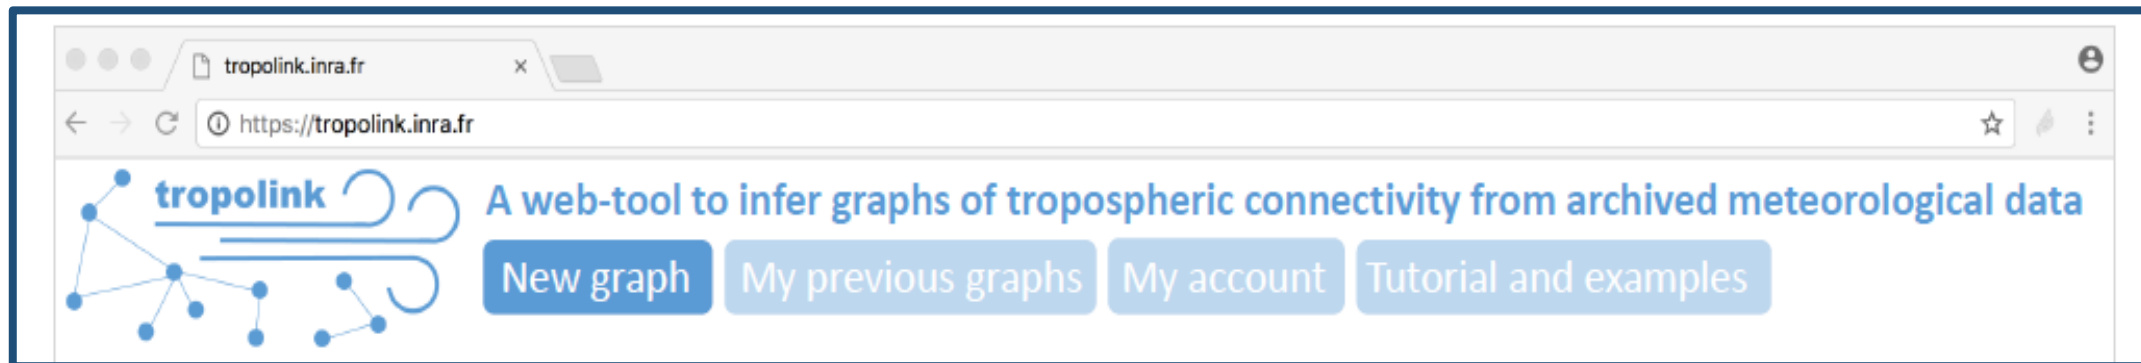 tropolink.inra.fr
https://tropolink.inra.fr
tropolink
A web-tool to infer graphs of tropospheric connectivity from archived meteorological data
New graph My previous graphs My account Tutorial and examples